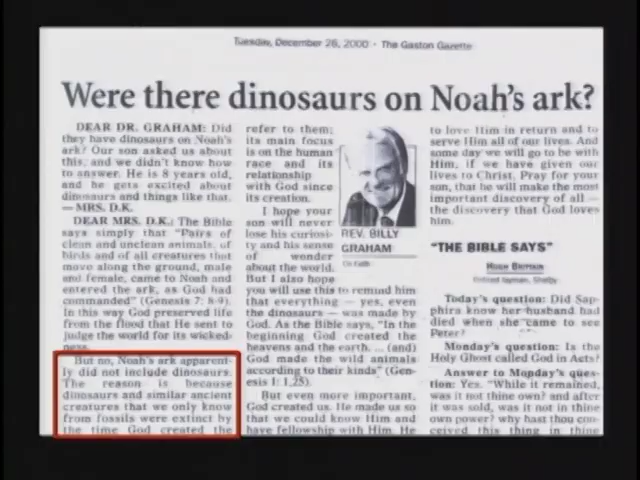 Tuesday, December 26, 2000 - The Gaston Gazette
Were there dinosaurs on Noah's ark?
DEAR DR. GRAHAM: Did
they have dinosaurs on Noah's
ark? Our son asked us about
this, and we didn't know how
to answer. He is 8 years old,
and he gets excited about
dinosaurs and things like that.
— MRS. D.K.
DEAR MRS. D.K.: The Bible
says simply that "Pairs of
clean and unclean animals, of
birds and of all creatures that
move along the ground, male
and female, came to Noah and
entered the ark, as God had
commanded" (Genesis 7: 8-9).
In this way God preserved life
from the flood that He sent to
judge the world for its wicked-
ness.
But no, Noah's ark apparent-
ly did not include dinosaurs.
The reason is because
dinosaurs and similar ancient
creatures that we only know
from fossils were extinct by
the time God created the
refer to them;
its main focus
is on the human
race and its
relationship
with God since
its creation.
I hope your
son will never
lose his curiosi-
ty and his sense
of wonder
about the world.
But I also hope
you will use this to remind him
that everything — yes, even
the dinosaurs — was made by
God. As the Bible says, "In the
beginning God created the
heavens and the earth. ... (and)
God made the wild animals
according to their kinds" (Gen-
esis 1: 1,25).
But even more important,
God created us. He made us so
that we could know Him and
have fellowship with Him. He
REV. BILLY
GRAHAM
to love Him in return and to
serve Him all of our lives. And
some day we will go to be with
Him, if we have given our
lives to Christ. Pray for your
son, that he will make the most
important discovery of all —
the discovery that God loves
him.
"THE BIBLE SAYS"
HUGH BRITAIN
Today's question: Did Sap-
phira know her husband had
died when she came to see
Peter?
Monday's question: Is the
Holy Ghost called God in Acts?
Answer to Monday's ques-
tion: Yes. "While it remained,
was it not thine own? and after
it was sold, was it not in thine
own power? why hast thou con-
ceived this thing in thine